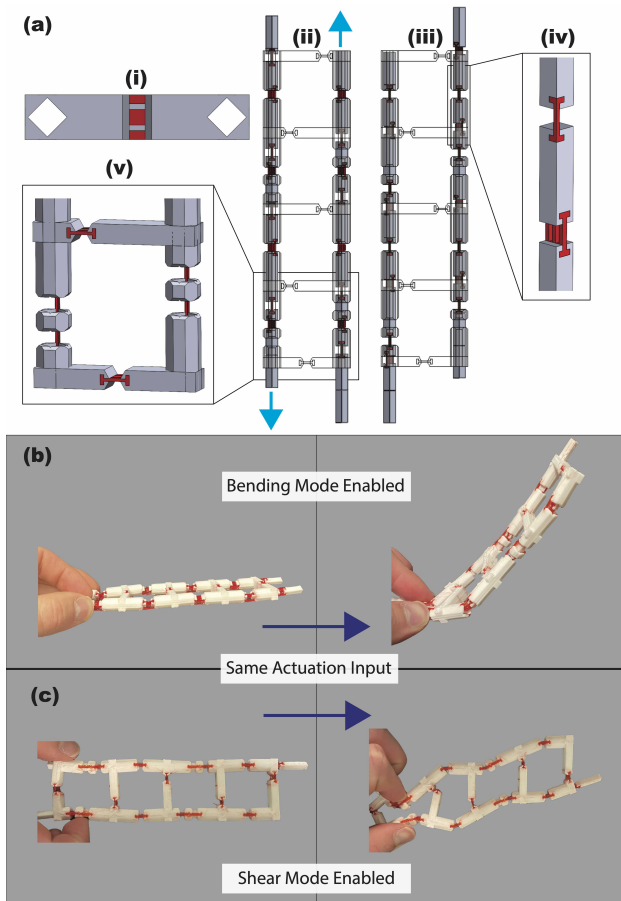 (a)
(i)
(ii)
(iii)
(iv)
(v)
(b)
Bending Mode Enabled
Same Actuation Input
(c)
Shear Mode Enabled